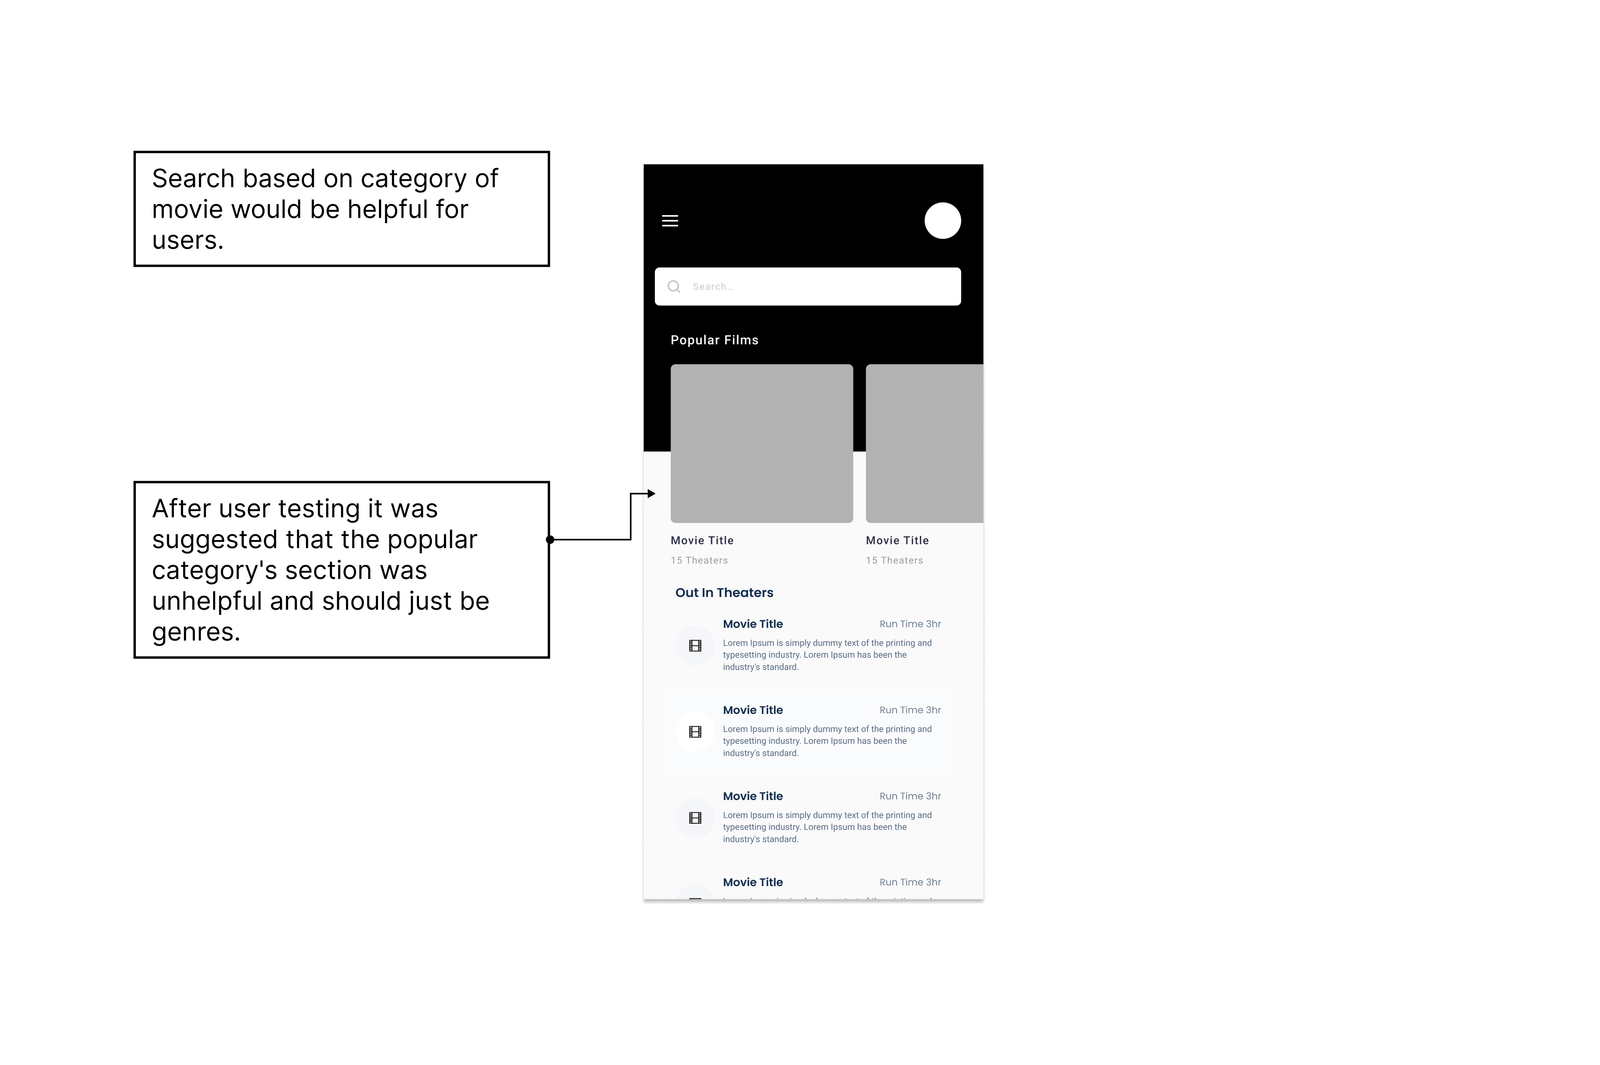 Search based on category of
movie would be helpful for
users.
After user testing it was
suggested that the popular
category's section was
unhelpful and should just be
genres.
Search...
Popular Films
Movie Title
15 Theaters
Movie Title
15 Theaters
Out In Theaters
Movie Title Run Time 3hr
Lorem Ipsum is simply dummy text of the printing and
typesetting industry. Lorem Ipsum has been the
industry's standard.
Movie Title Run Time 3hr
Lorem Ipsum is simply dummy text of the printing and
typesetting industry. Lorem Ipsum has been the
industry's standard.
Movie Title Run Time 3hr
Lorem Ipsum is simply dummy text of the printing and
typesetting industry. Lorem Ipsum has been the
industry's standard.
Movie Title Run Time 3hr